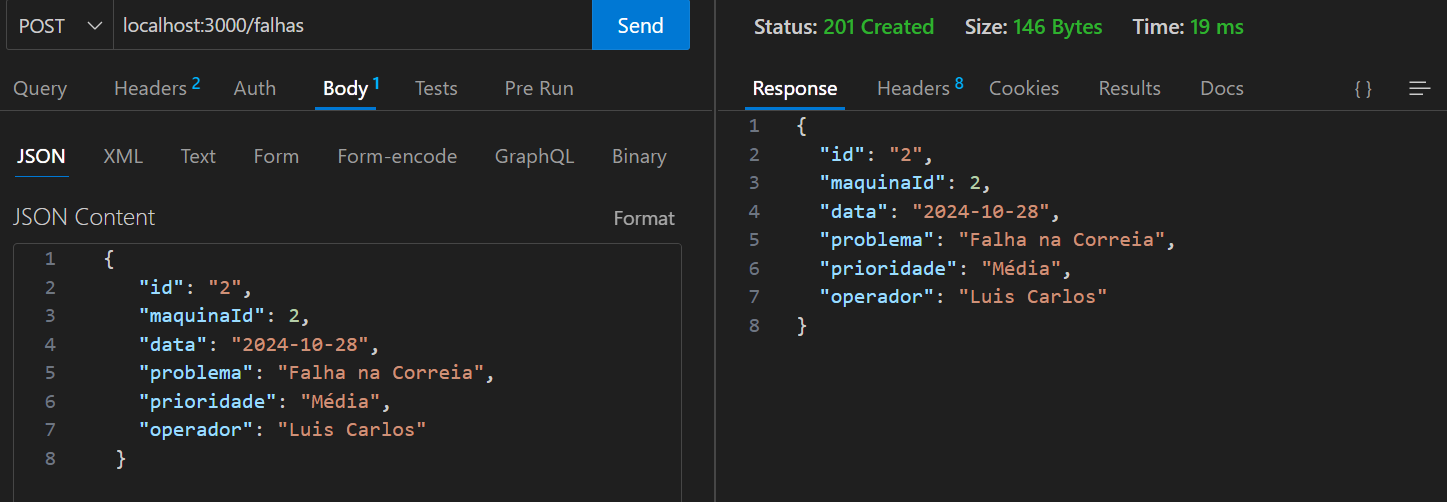 POST localhost:3000/falhas Send
Query Headers 2 Auth Body 1 Tests Pre Run
JSON XML Text Form Form-encode GraphQL Binary
JSON Content Format
1 {
2 "id": "2",
3 "maquinaId": 2,
4 "data": "2024-10-28",
5 "problema": "Falha na Correia",
6 "prioridade": "Média",
7 "operador": "Luis Carlos"
8 }
Status: 201 Created Size: 146 Bytes Time: 19 ms
Response Headers 8 Cookies Results Docs { }
1 {
2 "id": "2",
3 "maquinaId": 2,
4 "data": "2024-10-28",
5 "problema": "Falha na Correia",
6 "prioridade": "Média",
7 "operador": "Luis Carlos"
8 }